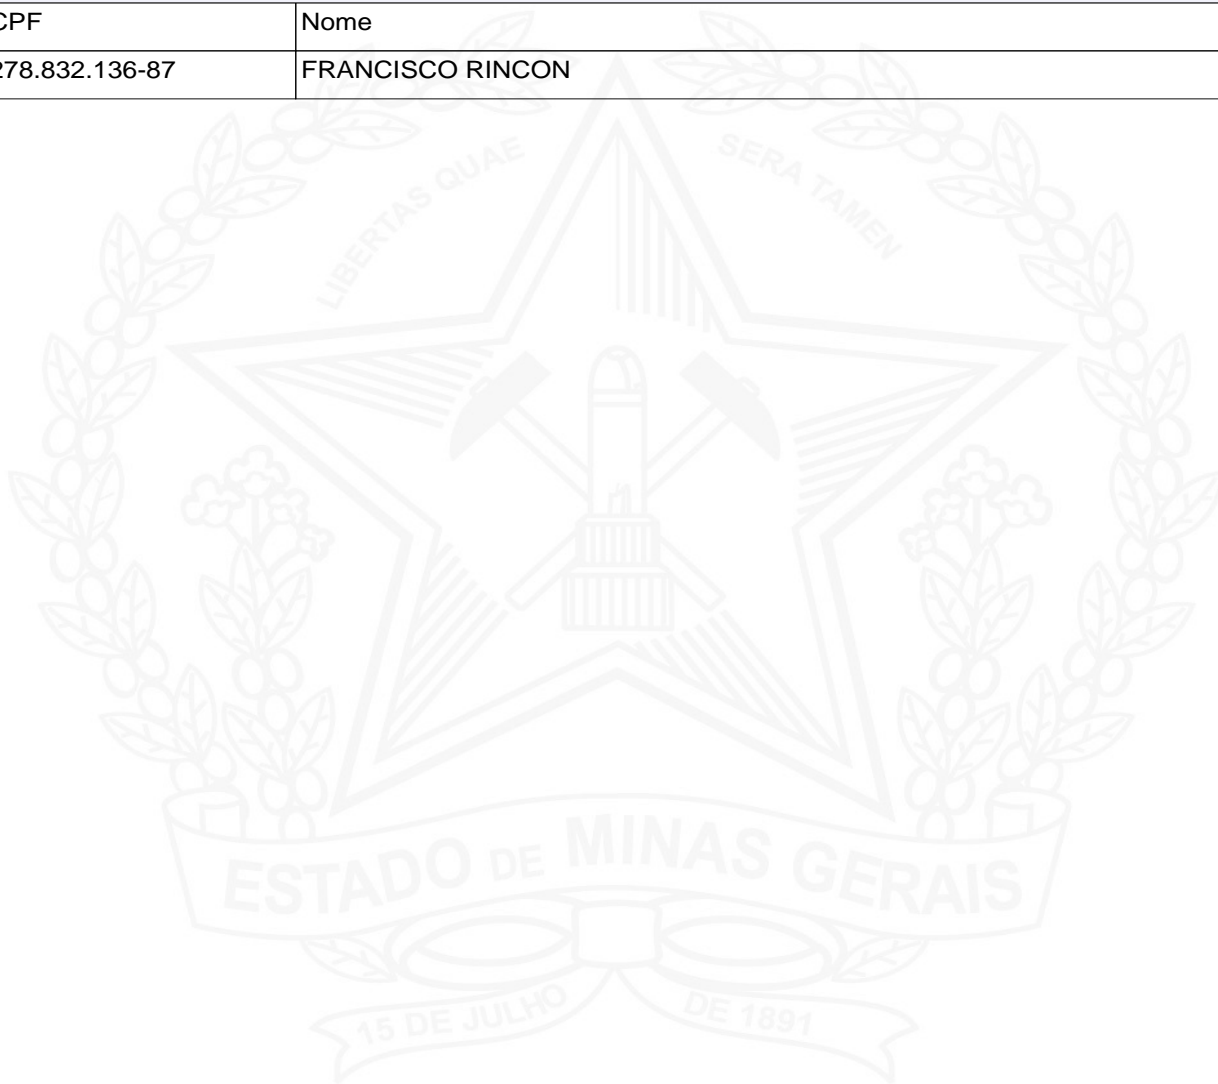 CPF Nome
278.832.136-87 FRANCISCO RINCON
LIBERTAS QUAE SERA TAMEN
ESTADO DE MINAS GERAIS
15 DE JULHO DE 1891